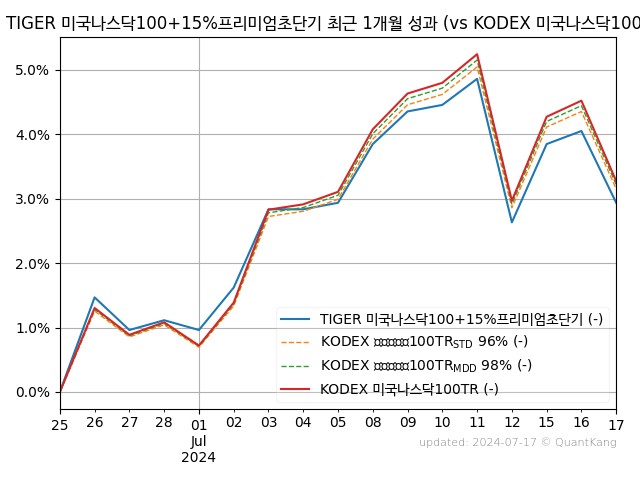 TIGER 미국나스닥100+15%프리미엄초단기 최근 1개월 성과 (vs KODEX 미국나스닥100
5.0%
4.0%
3.0%
2.0%
1.0%
0.0%
TIGER 미국나스닥100+15%프리미엄초단기 (-)
KODEX 100TR STD 96% (-)
KODEX 100TR MDD 98% (-)
KODEX 미국나스닥100TR (-)
25 26 27 28 01 02 03 04 05 08 09 10 11 12 15 16 17
Jul
2024
updated: 2024-07-17 © QuantKang